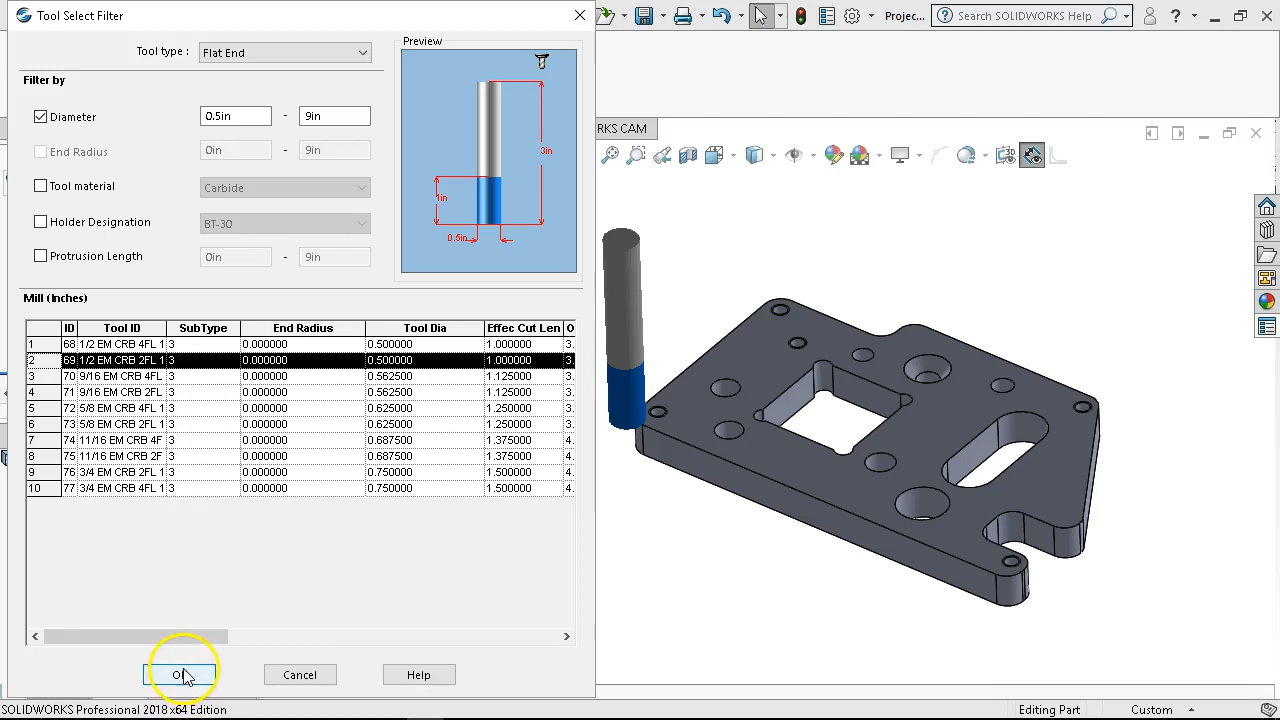 Tool Select Filter
Projec...
Search SOLIDWORKS Help
Tool type :
Flat End
Preview
Filter by
Diameter
0.5in
-
9in
End Radius
0in
-
9in
Tool material
Carbide
Holder Designation
BT-30
Protrusion Length
0in
-
9in
3in
1in
0.5in
RKS CAM
Mill (Inches)
ID Tool ID SubType End Radius Tool Dia Effec Cut Len O
1 68 1/2 EM CRB 4FL 1 3 0.000000 0.500000 1.000000 3.
2 69 1/2 EM CRB 2FL 1 3 0.000000 0.500000 1.000000 3.
3 70 9/16 EM CRB 4FL 3 0.000000 0.562500 1.125000 3.
4 71 9/16 EM CRB 2FL 3 0.000000 0.562500 1.125000 3.
5 72 5/8 EM CRB 4FL 1 3 0.000000 0.625000 1.250000 3.
6 73 5/8 EM CRB 2FL 1 3 0.000000 0.625000 1.250000 3.
7 74 11/16 EM CRB 4F 3 0.000000 0.687500 1.375000 4.
8 75 11/16 EM CRB 2F 3 0.000000 0.687500 1.375000 4.
9 76 3/4 EM CRB 2FL 1 3 0.000000 0.750000 1.500000 4.
10 77 3/4 EM CRB 4FL 1 3 0.000000 0.750000 1.500000 4.
Cancel
Help
SOLIDWORKS Professional 2018 x64 Edition
Editing Part
Custom